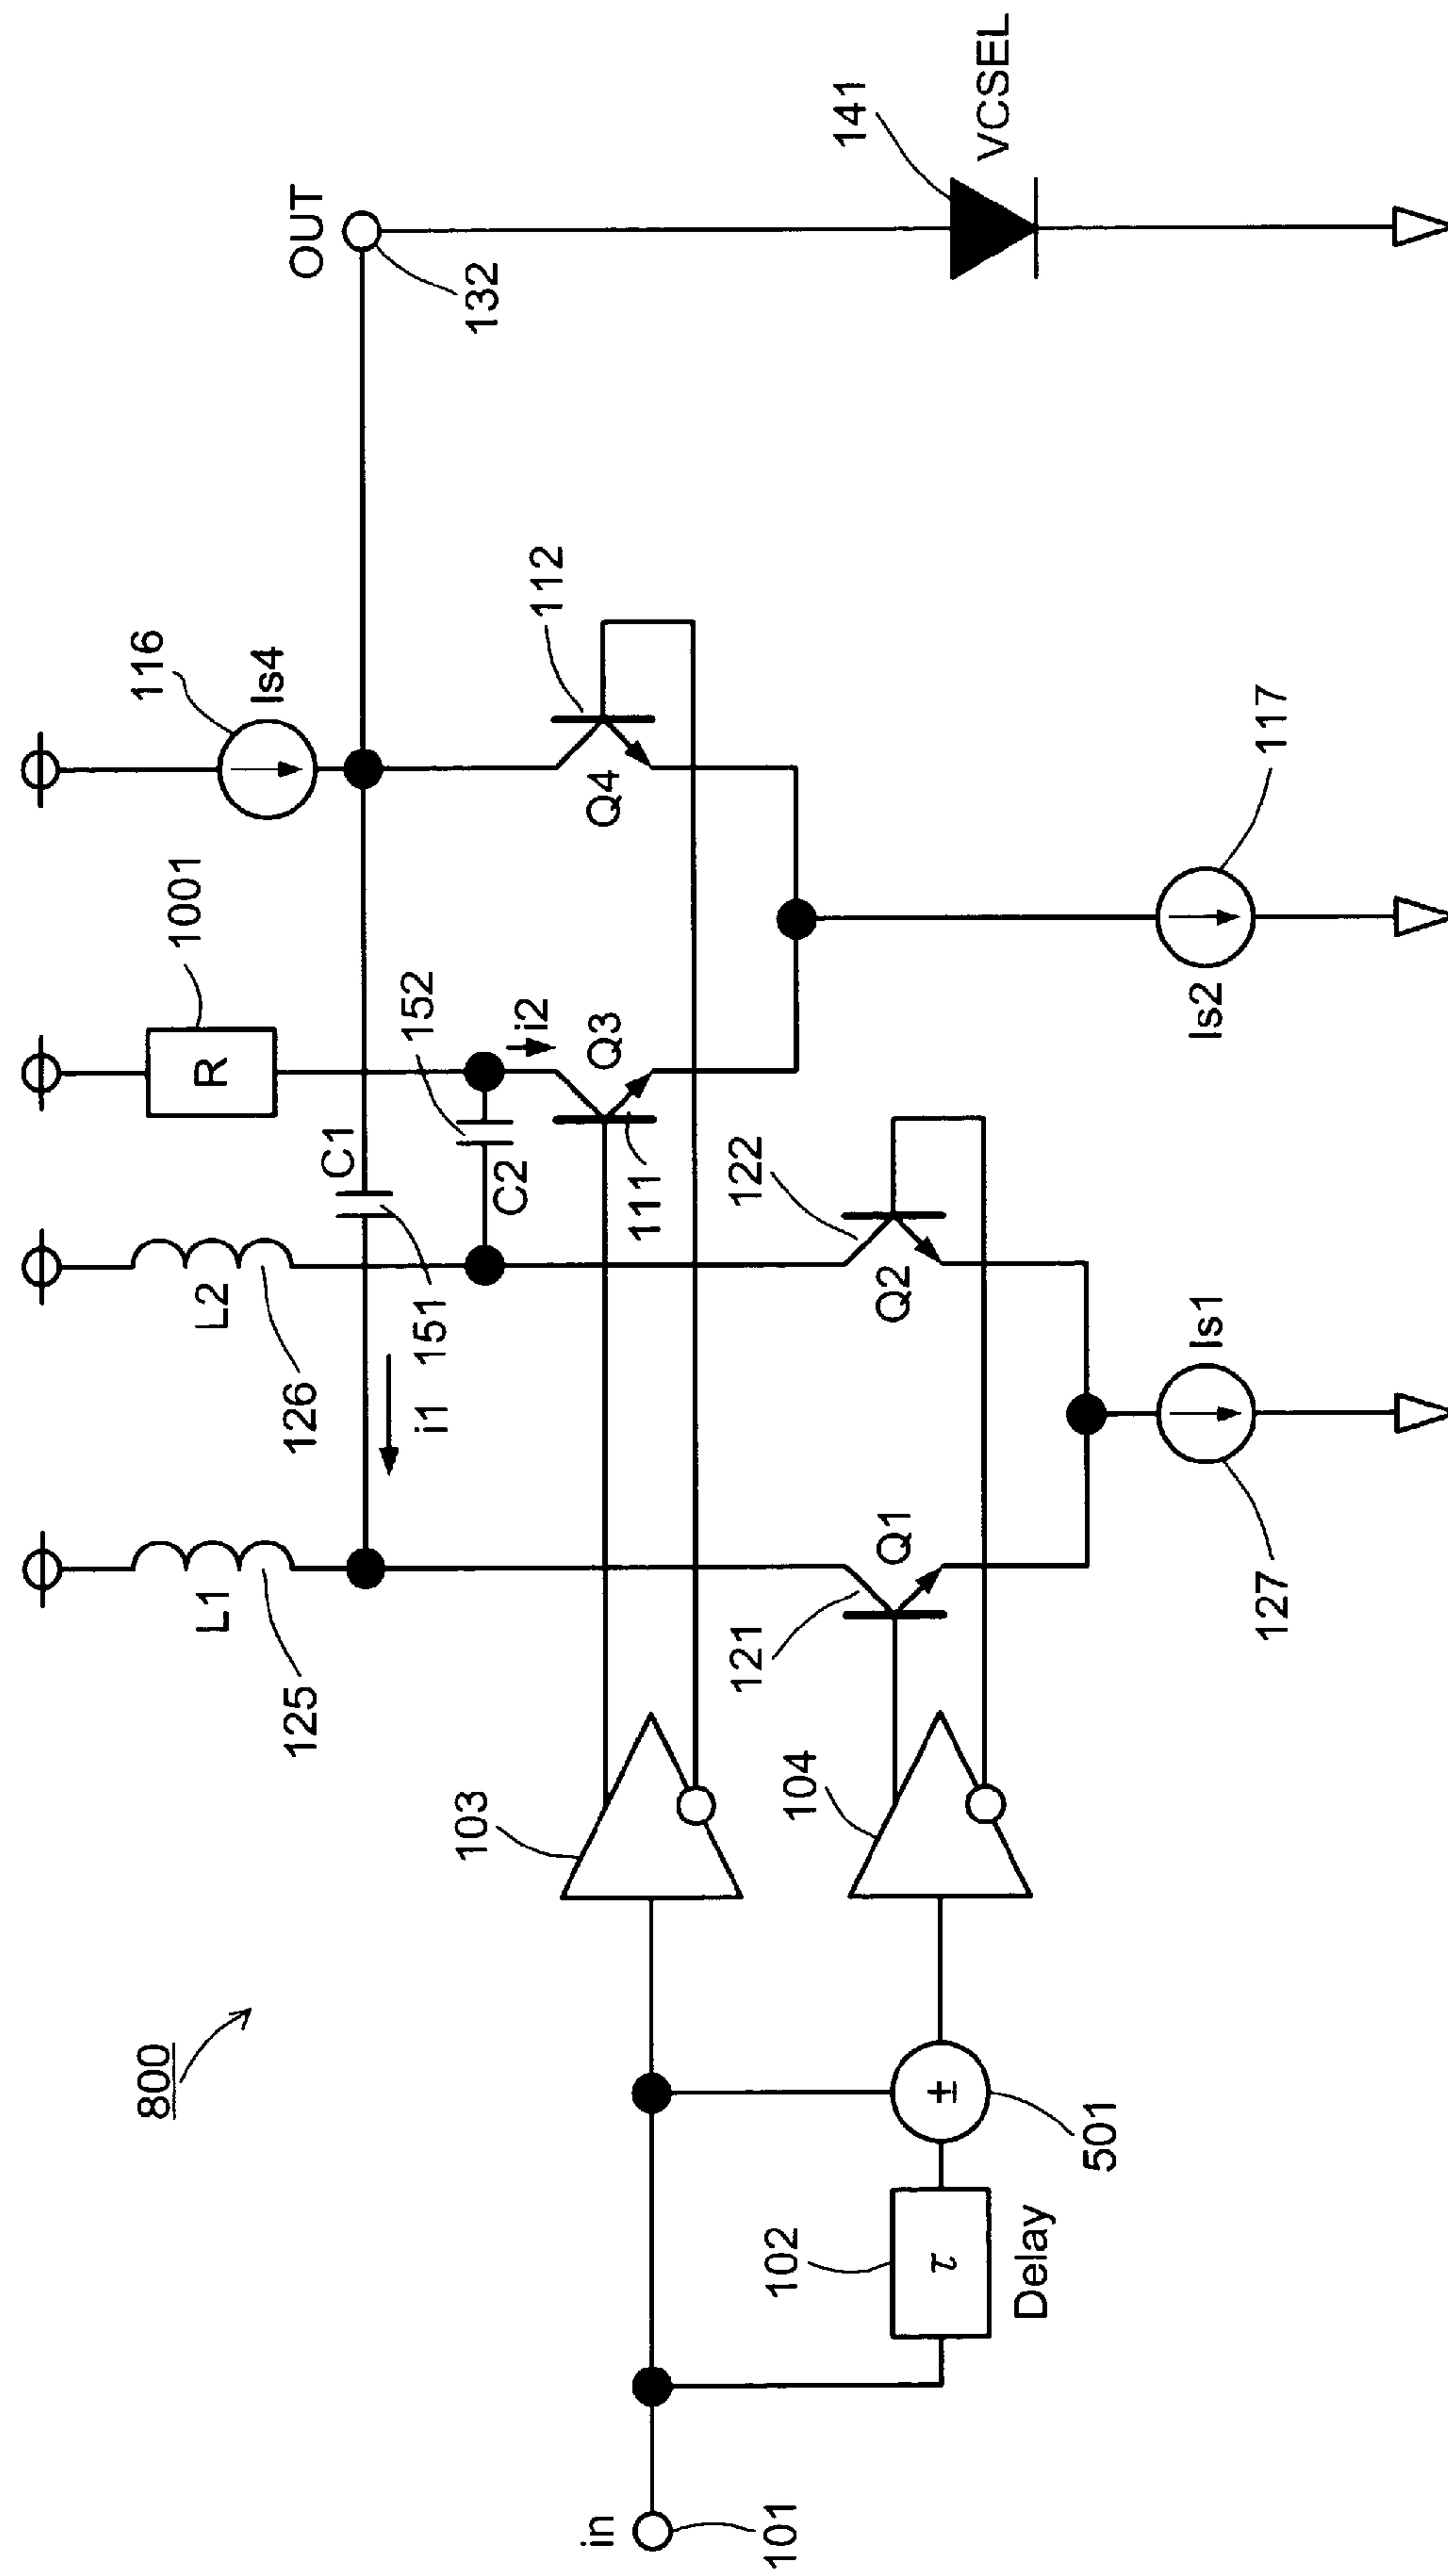 800
116
Is4
1001
R
L2
126
L1
125
C1
OUT
132
151
i1
152
C2
i2
Q3
111
112
Q4
103
122
Q2
121
Q1
104
141
VCSEL
117
Is2
Is1
127
in
101
102
τ
Delay
±
501